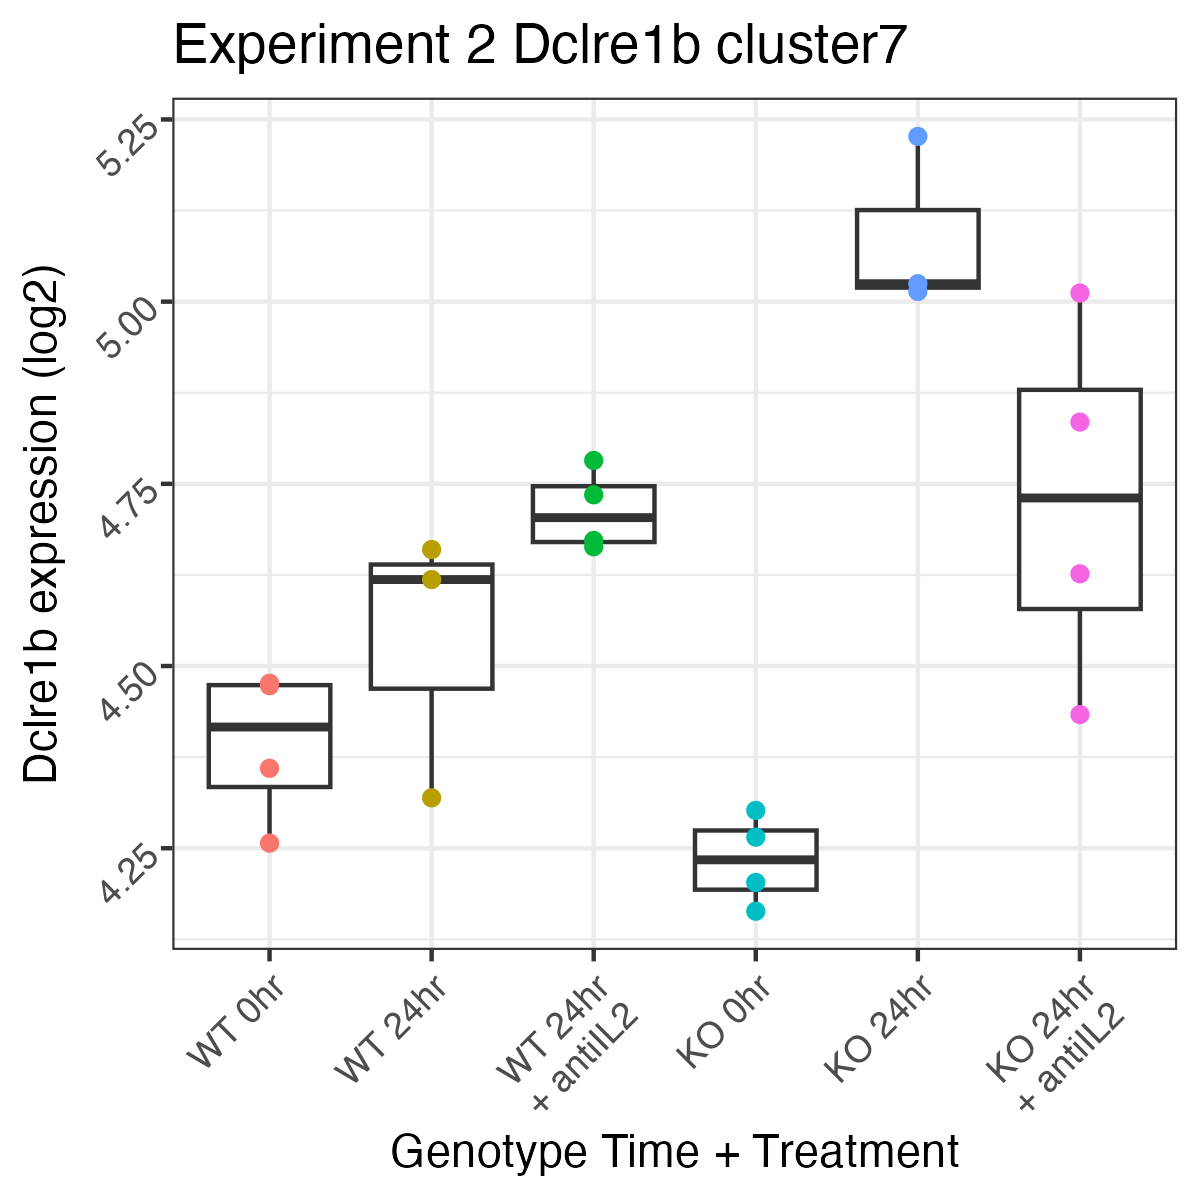 Experiment 2 Dclre1b cluster7
Dclre1b expression (log2)
5.25
5.00
4.75
4.50
4.25
WT 0hr
WT 24hr
WT 24hr
+ antiIL2
KO 0hr
KO 24hr
KO 24hr
+ antiIL2
Genotype Time + Treatment